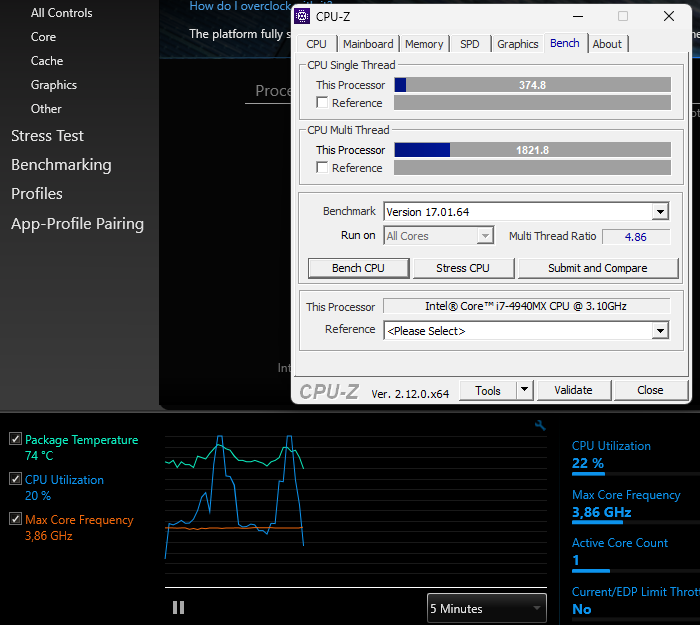 All Controls
Core
Cache
Graphics
Other
Stress Test
Benchmarking
Profiles
App-Profile Pairing
How do I overclock with it?
The platform fully s
Proce
Int
CPU-Z
CPU Mainboard Memory SPD Graphics Bench About
CPU Single Thread
This Processor 374.8
Reference
CPU Multi Thread
This Processor 1821.8
Reference
Benchmark Version 17.01.64
Run on All Cores Multi Thread Ratio 4.86
Bench CPU Stress CPU Submit and Compare
This Processor Intel® Core™ i7-4940MX CPU @ 3.10GHz
Reference <Please Select>
CPU-Z Ver. 2.12.0.x64 Tools Validate Close
Package Temperature
74 °C
CPU Utilization
20 %
Max Core Frequency
3,86 GHz
5 Minutes
CPU Utilization
22 %
Max Core Frequency
3,86 GHz
Active Core Count
1
Current/EDP Limit Thrott
No